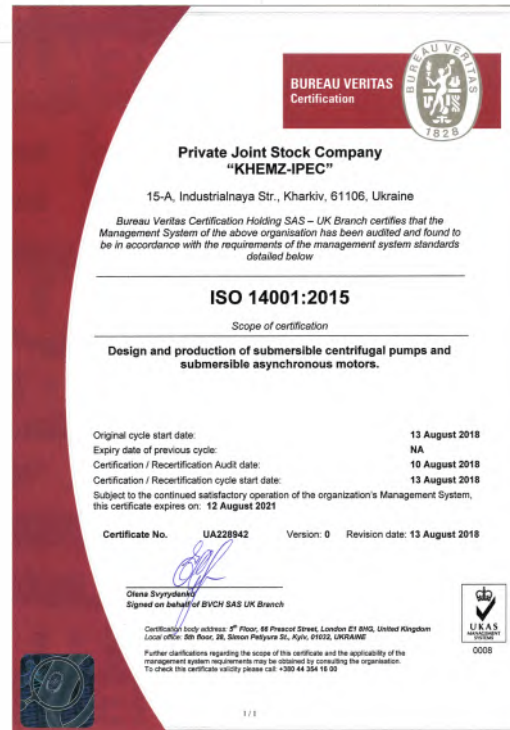 BUREAU VERITAS
Certification
BUREAU VERITAS
1828
Private Joint Stock Company
“KHEMZ-IPEC”
15-A, Industrialnaya Str., Kharkiv, 61106, Ukraine
Bureau Veritas Certification Holding SAS – UK Branch certifies that the
Management System of the above organisation has been audited and found to
be in accordance with the requirements of the management system standards
detailed below
ISO 14001:2015
Scope of certification
Design and production of submersible centrifugal pumps and
submersible asynchronous motors.
Original cycle start date: 13 August 2018
Expiry date of previous cycle: NA
Certification / Recertification Audit date: 10 August 2018
Certification / Recertification cycle start date: 13 August 2018
Subject to the continued satisfactory operation of the organization's Management System,
this certificate expires on: 12 August 2021
Certificate No. UA228942 Version: 0 Revision date: 13 August 2018
Olena Svyrydenko
Signed on behalf of BVCH SAS UK Branch
Certification body address: 5th Floor, 66 Prescot Street, London E1 8HG, United Kingdom
Local office: 5th floor, 28, Simon Petlyura St., Kyiv, 01032, UKRAINE
Further clarifications regarding the scope of this certificate and the applicability of the
management system requirements may be obtained by consulting the organisation.
To check this certificate validity please call: +380 44 354 16 00
UKAS
MANAGEMENT
SYSTEMS
0008
1 / 1